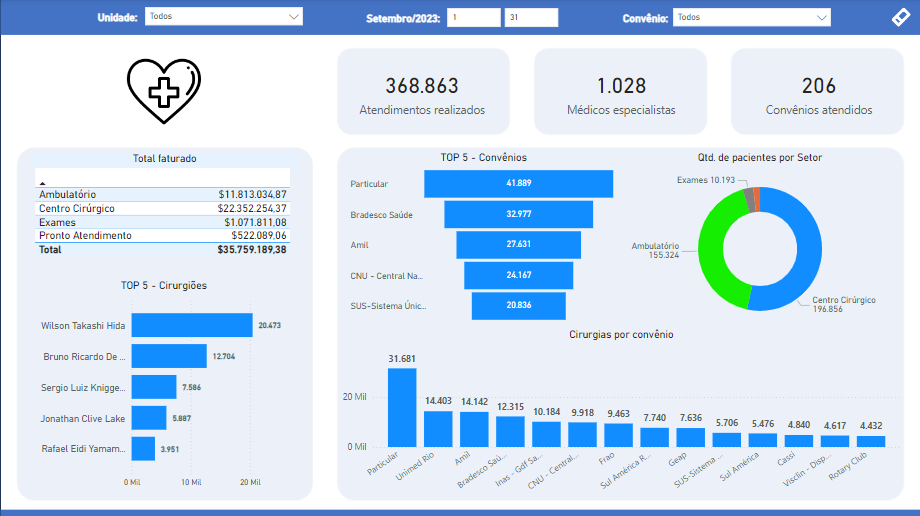 Unidade: Todos
Setembro/2023: 1 31
Convênio: Todos
368.863
Atendimentos realizados
1.028
Médicos especialistas
206
Convênios atendidos
Total faturado
Ambulatório $11.813.034,87
Centro Cirúrgico $22.352.254,37
Exames $1.071.811,08
Pronto Atendimento $522.089,06
Total $35.759.189,38
TOP 5 - Cirurgiões
Wilson Takashi Hida 20.473
Bruno Ricardo De ... 12.704
Sergio Luiz Knigge... 7.586
Jonathan Clive Lake 5.887
Rafael Eidi Yamam... 3.951
0 Mil 10 Mil 20 Mil
TOP 5 - Convênios
Particular 41.889
Bradesco Saúde 32.977
Amil 27.631
CNU - Central Na... 24.167
SUS-Sistema Únic... 20.836
Qtd. de pacientes por Setor
Exames 10.193
Ambulatório
155.324
Centro Cirúrgico
196.856
Cirurgias por convênio
20 Mil
0 Mil
31.681 14.403 14.142 12.315 10.184 9.918 9.463 7.740 7.636 5.706 5.476 4.840 4.617 4.432
Particular Unimed Rio Amil Bradesco Saú... Inas - Gdf Sa... CNU - Central... Frao Sul América R... Geap SUS-Sistema ... Sul América Cassi Visclin - Disp... Rotary Club